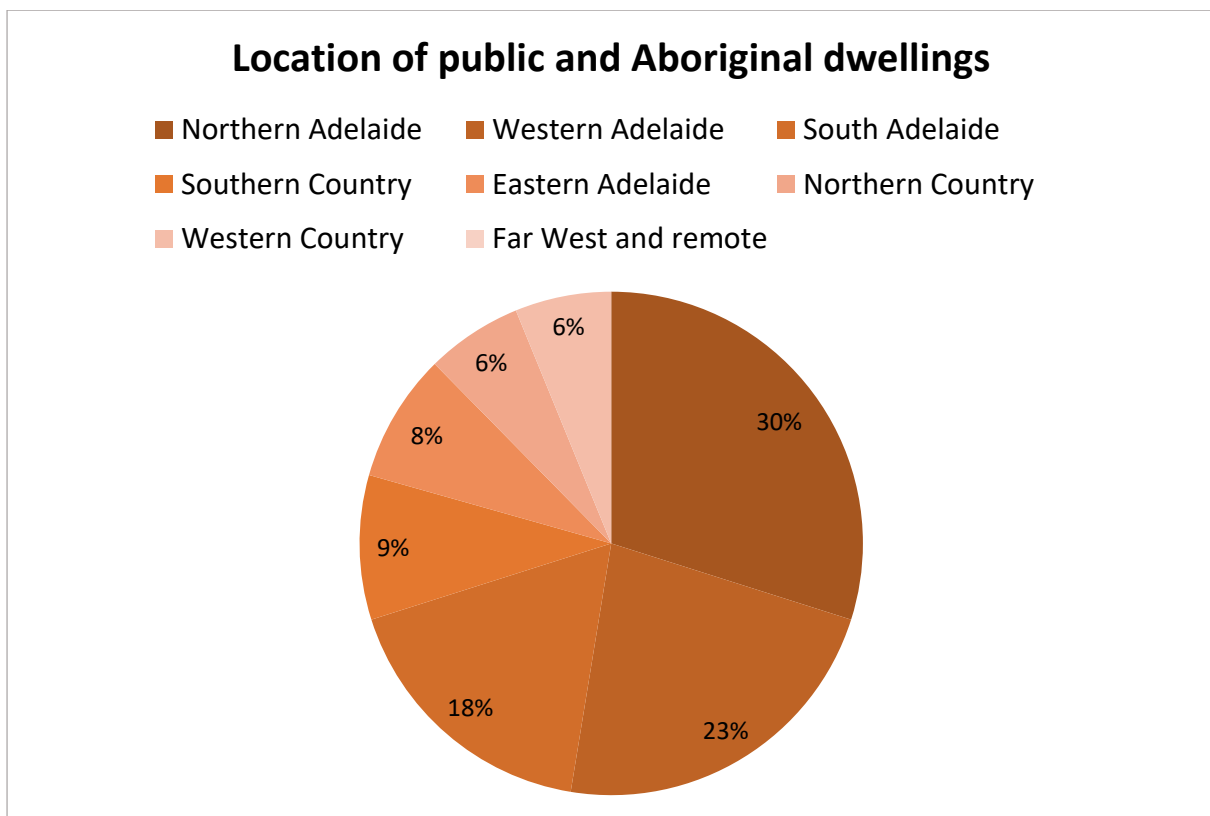 Location of public and Aboriginal dwellings
Northern Adelaide Western Adelaide South Adelaide
Southern Country Eastern Adelaide Northern Country
Western Country Far West and remote
6%
6%
30%
8%
9%
18%
23%